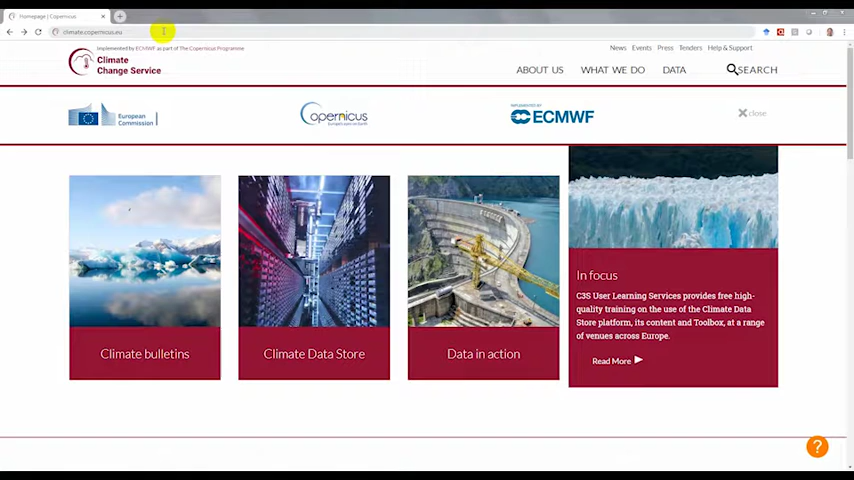 Homepage | Copernicus
climate.copernicus.eu
Implemented by ECMWF as part of The Copernicus Programme
Climate
Change Service
News Events Press Tenders Help & Support
ABOUT US WHAT WE DO DATA SEARCH
European
Commission
Copernicus
Europe's eyes on Earth
IMPLEMENTED BY
ECMWF
close
Climate bulletins
Climate Data Store
Data in action
In focus
C3S User Learning Services provides free high-
quality training on the use of the Climate Data
Store platform, its content and Toolbox, at a range
of venues across Europe.
Read More
?